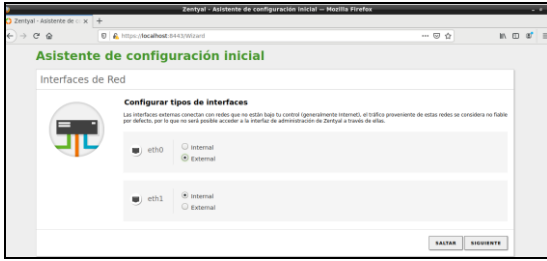 Zentyal - Asistente de configuración inicial — Mozilla Firefox
Zentyal - Asistente de
https://localhost:8443/Wizard
Asistente de configuración inicial
Interfaces de Red
Configurar tipos de interfaces
Las interfaces externas conectan con redes que no están bajo tu control (generalmente Internet), el tráfico proveniente de estas redes se considera no fiable
por defecto, por lo que no será posible acceder a la interfaz de administración de Zentyal a través de ellas.
eth0
Internal
External
eth1
Internal
External
SALTAR SIGUIENTE